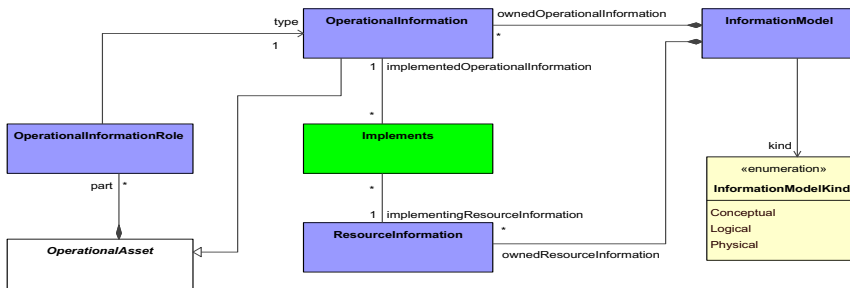 type
OperationalInformation
ownedOperationalInformation
InformationModel
1
*
1
implementedOperationalInformation
*
OperationalInformationRole
Implements
kind
part
*
*
«enumeration»
InformationModelKind
1
implementingResourceInformation
Conceptual
Logical
Physical
*
OperationalAsset
ResourceInformation
ownedResourceInformation